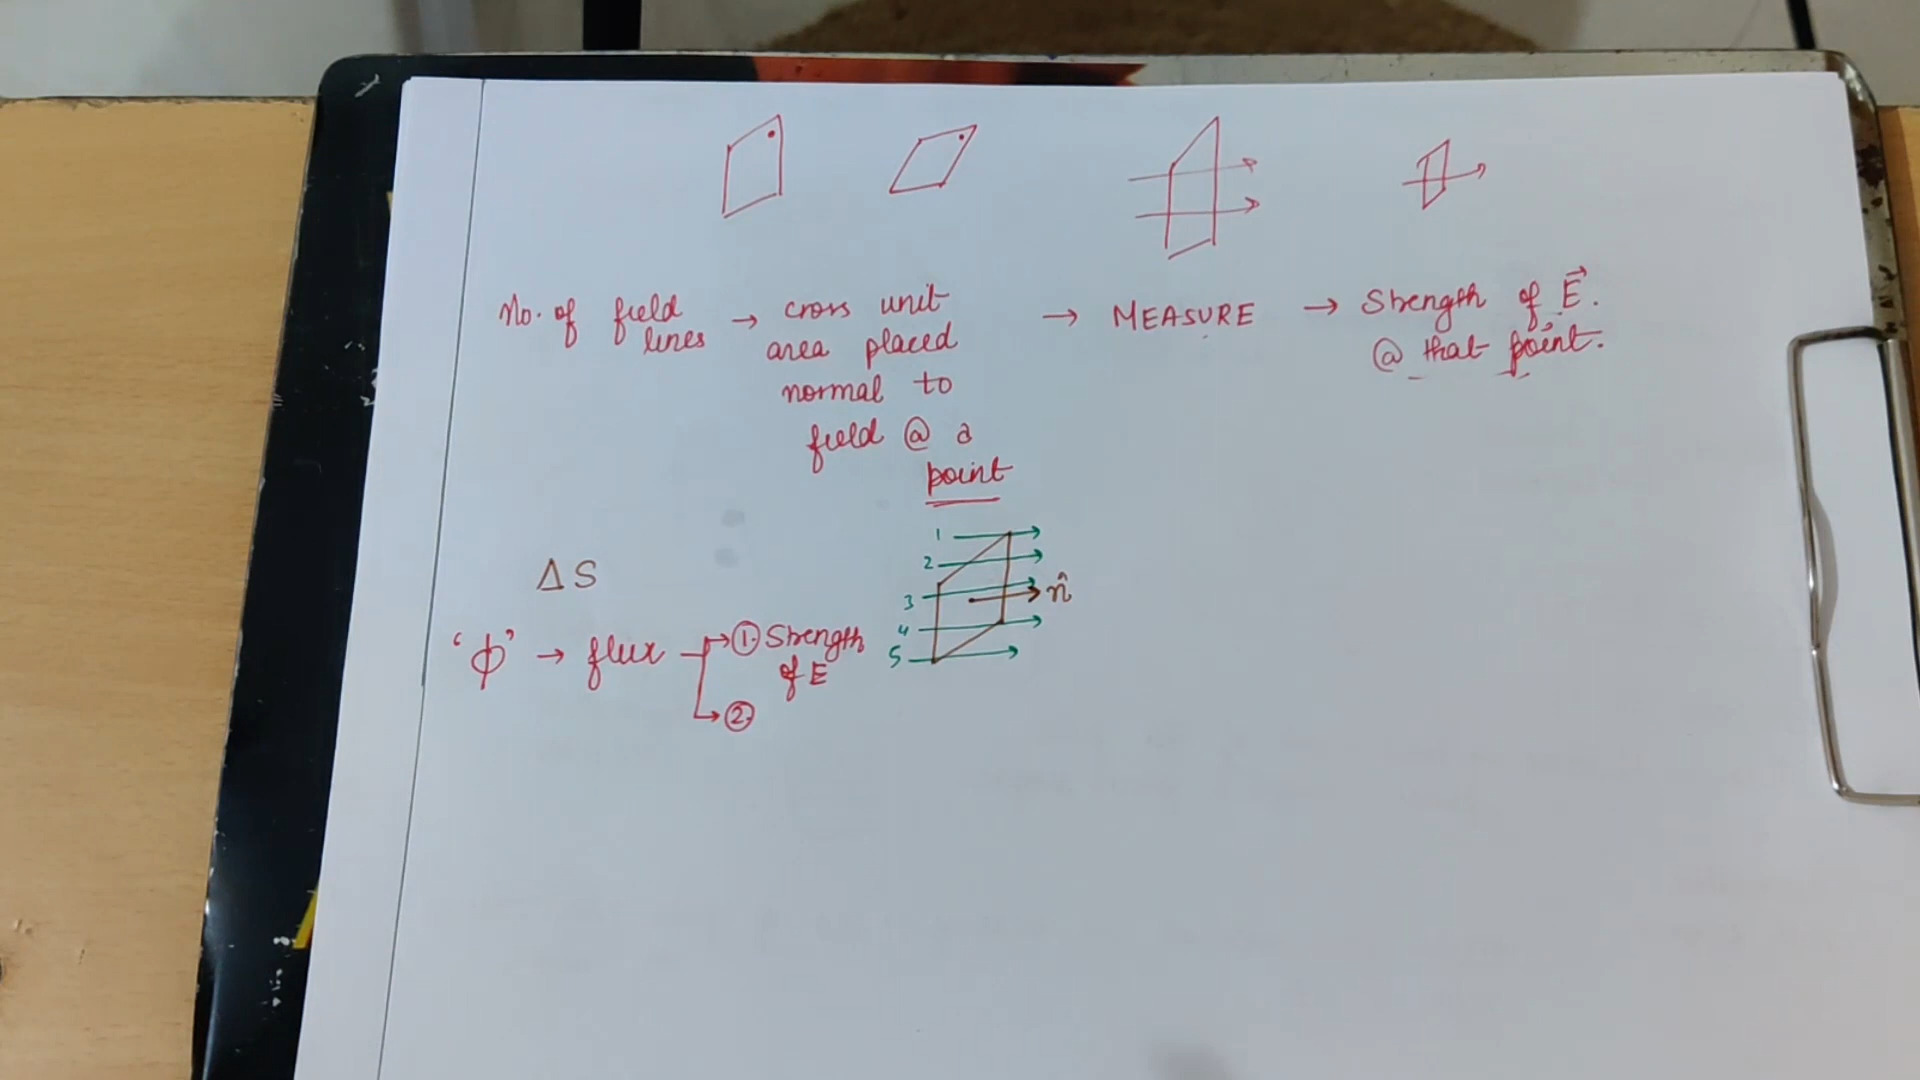 No. of field lines → cross unit area placed normal to field @ a point → MEASURE → Strength of E⃗. @ that point.
1
2
3
n̂
4
5
ΔS
'ϕ' → flux → ①. Strength of E
→ ②.